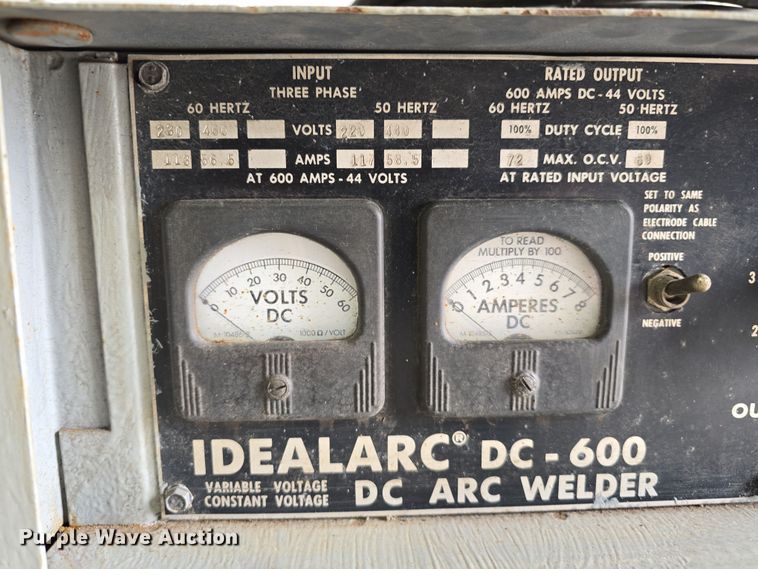 INPUT
THREE PHASE
60 HERTZ 50 HERTZ
230 460 VOLTS 220 440
AMPS 117 58.5
AT 600 AMPS - 44 VOLTS
RATED OUTPUT
600 AMPS DC - 44 VOLTS
60 HERTZ 50 HERTZ
100% DUTY CYCLE 100%
72 MAX. O.C.V. 69
AT RATED INPUT VOLTAGE
SET TO SAME
POLARITY AS
ELECTRODE CABLE
CONNECTION
POSITIVE
NEGATIVE
0 10 20 30 40 50 60
VOLTS
DC
1000 Ω / VOLT
TO READ
MULTIPLY BY 100
0 1 2 3 4 5 6 7 8
AMPERES
DC
3
2
OU
IDEALARC® DC - 600
VARIABLE VOLTAGE
CONSTANT VOLTAGE
DC ARC WELDER
Purple Wave Auction